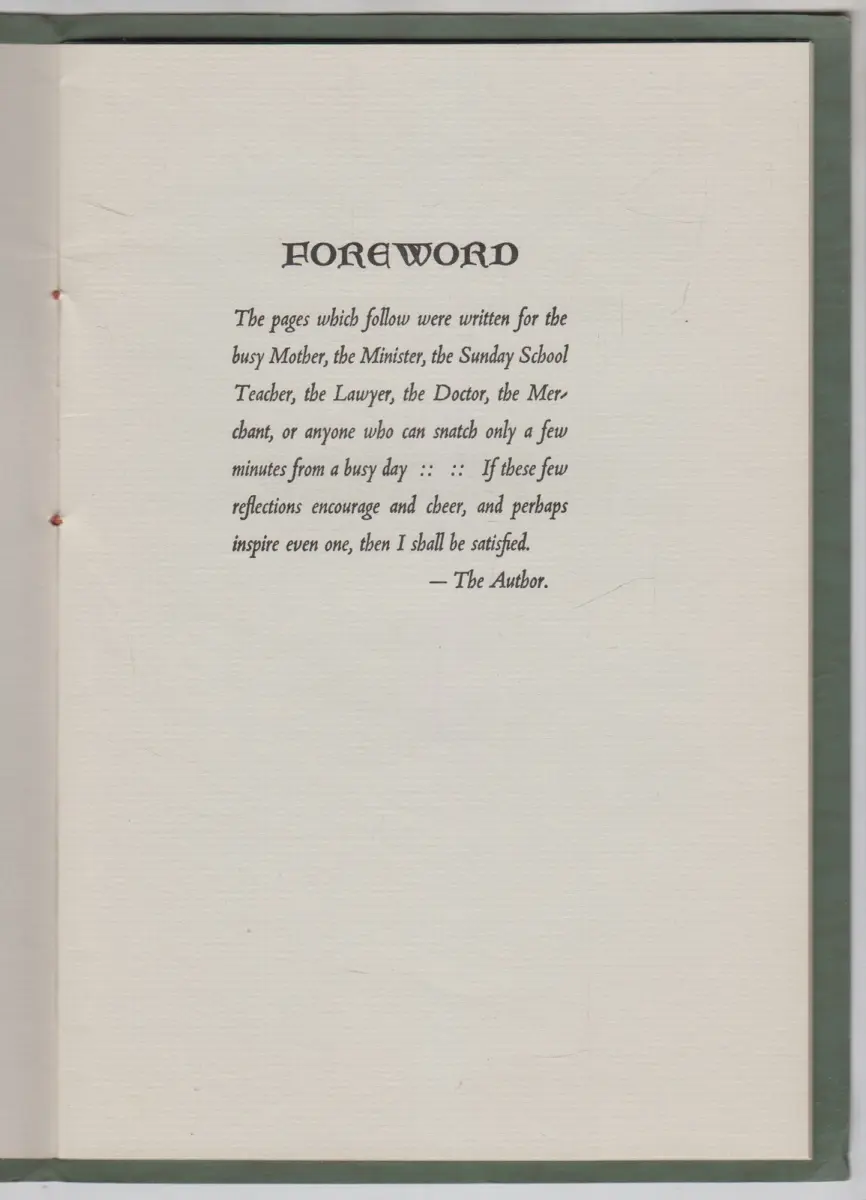 FOREWORD
The pages which follow were written for the
busy Mother, the Minister, the Sunday School
Teacher, the Lawyer, the Doctor, the Mer-
chant, or anyone who can snatch only a few
minutes from a busy day :: :: If these few
reflections encourage and cheer, and perhaps
inspire even one, then I shall be satisfied.
— The Author.